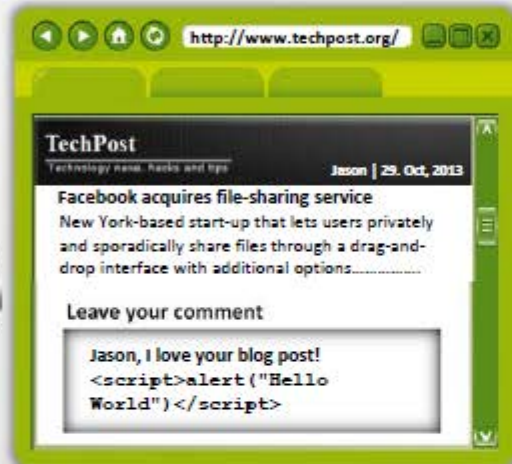 http://www.techpost.org/
TechPost
Technology news, hacks and tips
Jason | 29. Oct, 2013
Facebook acquires file-sharing service
New York-based start-up that lets users privately
and sporadically share files through a drag-and-
drop interface with additional options................
Leave your comment
Jason, I love your blog post!
<script>alert("Hello
World")</script>